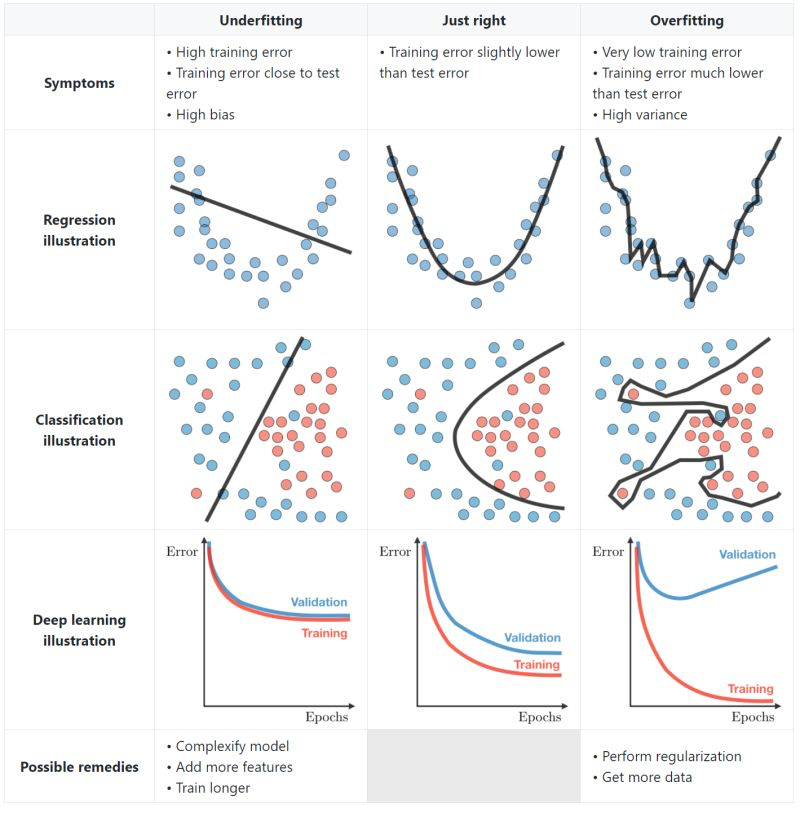 Underfitting
Just right
Overfitting
Symptoms
• High training error
• Training error close to test
error
• High bias
• Training error slightly lower
than test error
• Very low training error
• Training error much lower
than test error
• High variance
Regression
illustration
Classification
illustration
Deep learning
illustration
Error
Validation
Training
Epochs
Error
Validation
Training
Epochs
Error
Validation
Training
Epochs
Possible remedies
• Complexify model
• Add more features
• Train longer
• Perform regularization
• Get more data